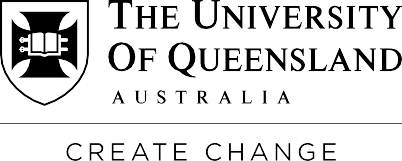 THE UNIVERSITY
OF QUEENSLAND
AUSTRALIA
CREATE CHANGE